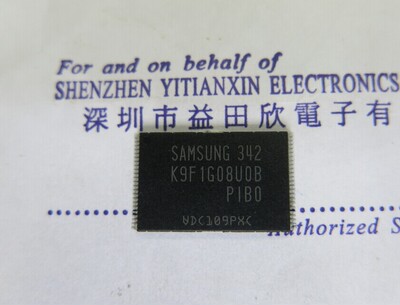 For and on behalf of
SHENZHEN YITIANXIN ELECTRONICS
深圳市益田欣電子有
SAMSUNG 342
K9F1G08U0B
PIB0
ADC109PXC
Authorized S